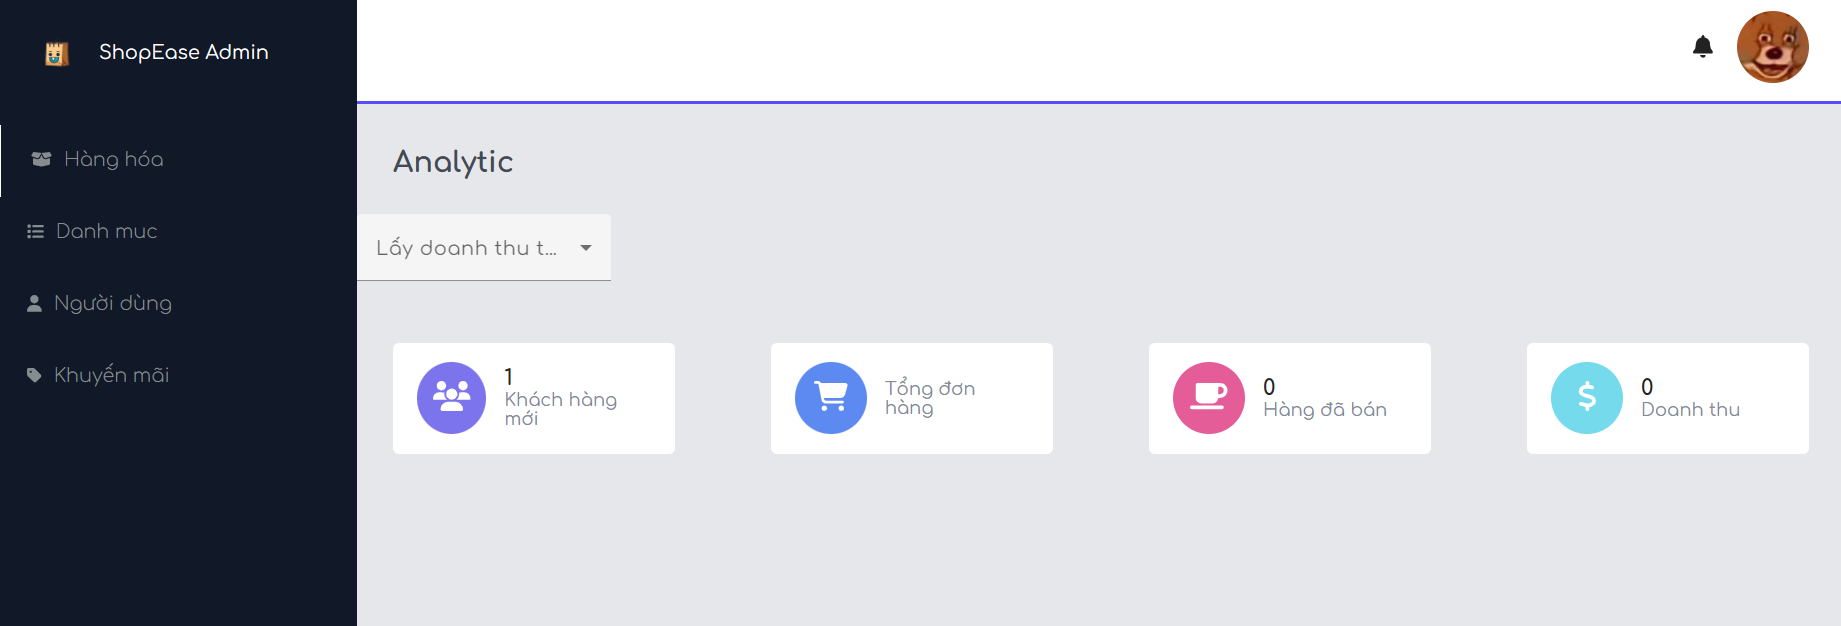 ShopEase Admin
Hàng hóa
Danh mục
Người dùng
Khuyến mãi
Analytic
Lấy doanh thu t...
1
Khách hàng
mới
Tổng đơn
hàng
0
Hàng đã bán
0
Doanh thu